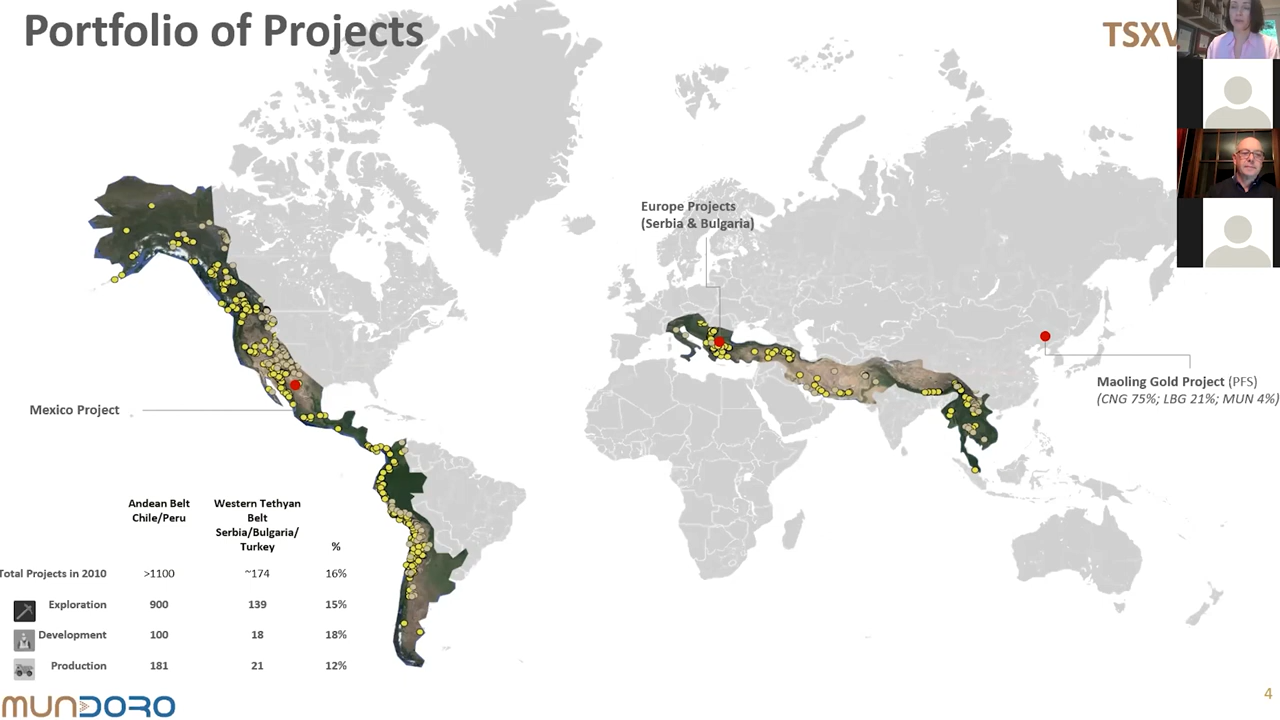 Portfolio of Projects
TSXV
Europe Projects
(Serbia & Bulgaria)
Maoling Gold Project (PFS)
(CNG 75%; LBG 21%; MUN 4%)
Mexico Project
Andean Belt
Chile/Peru
Western Tethyan
Belt
Serbia/Bulgaria/
Turkey
%
Total Projects in 2010 >1100 ~174 16%
Exploration 900 139 15%
Development 100 18 18%
Production 181 21 12%
MUNDORO
4